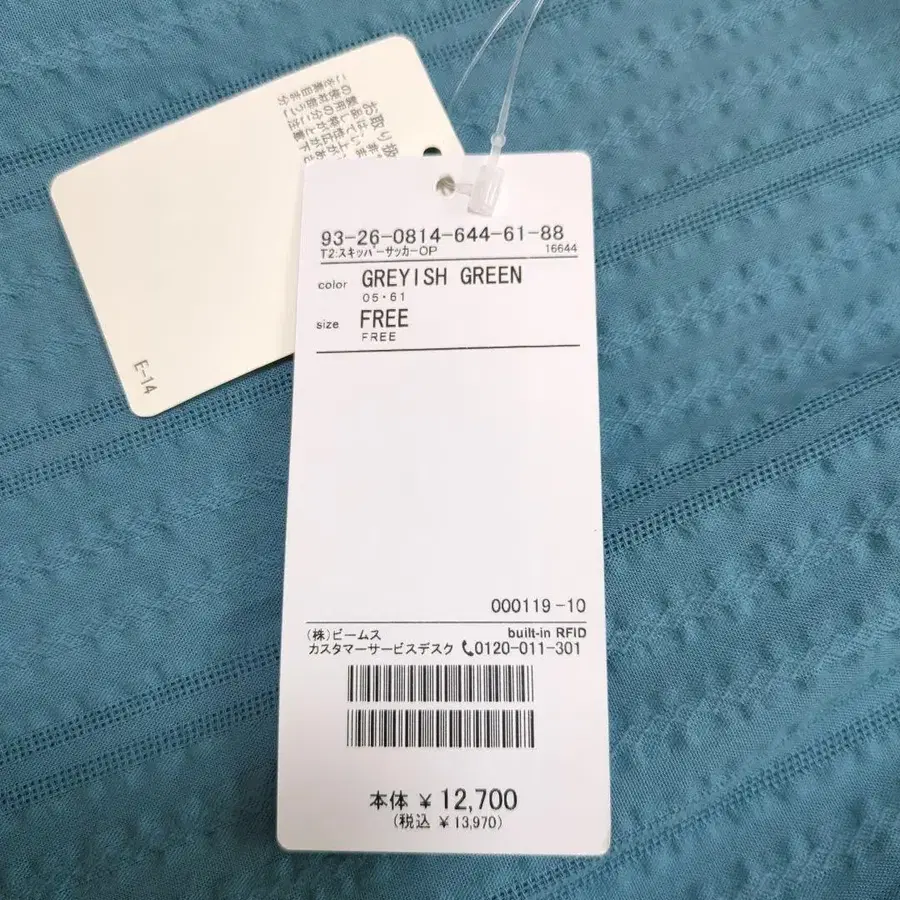 93-26-0814-644-61-88
T2:スキッパーサッカーOP 16644
color GREYISH GREEN
05・61
size FREE
FREE
000119-10
(株)ビームス built-in RFID
カスタマーサービスデスク 0120-011-301
本体 ¥ 12,700
(税込 ¥ 13,970)
お取り扱
E-14